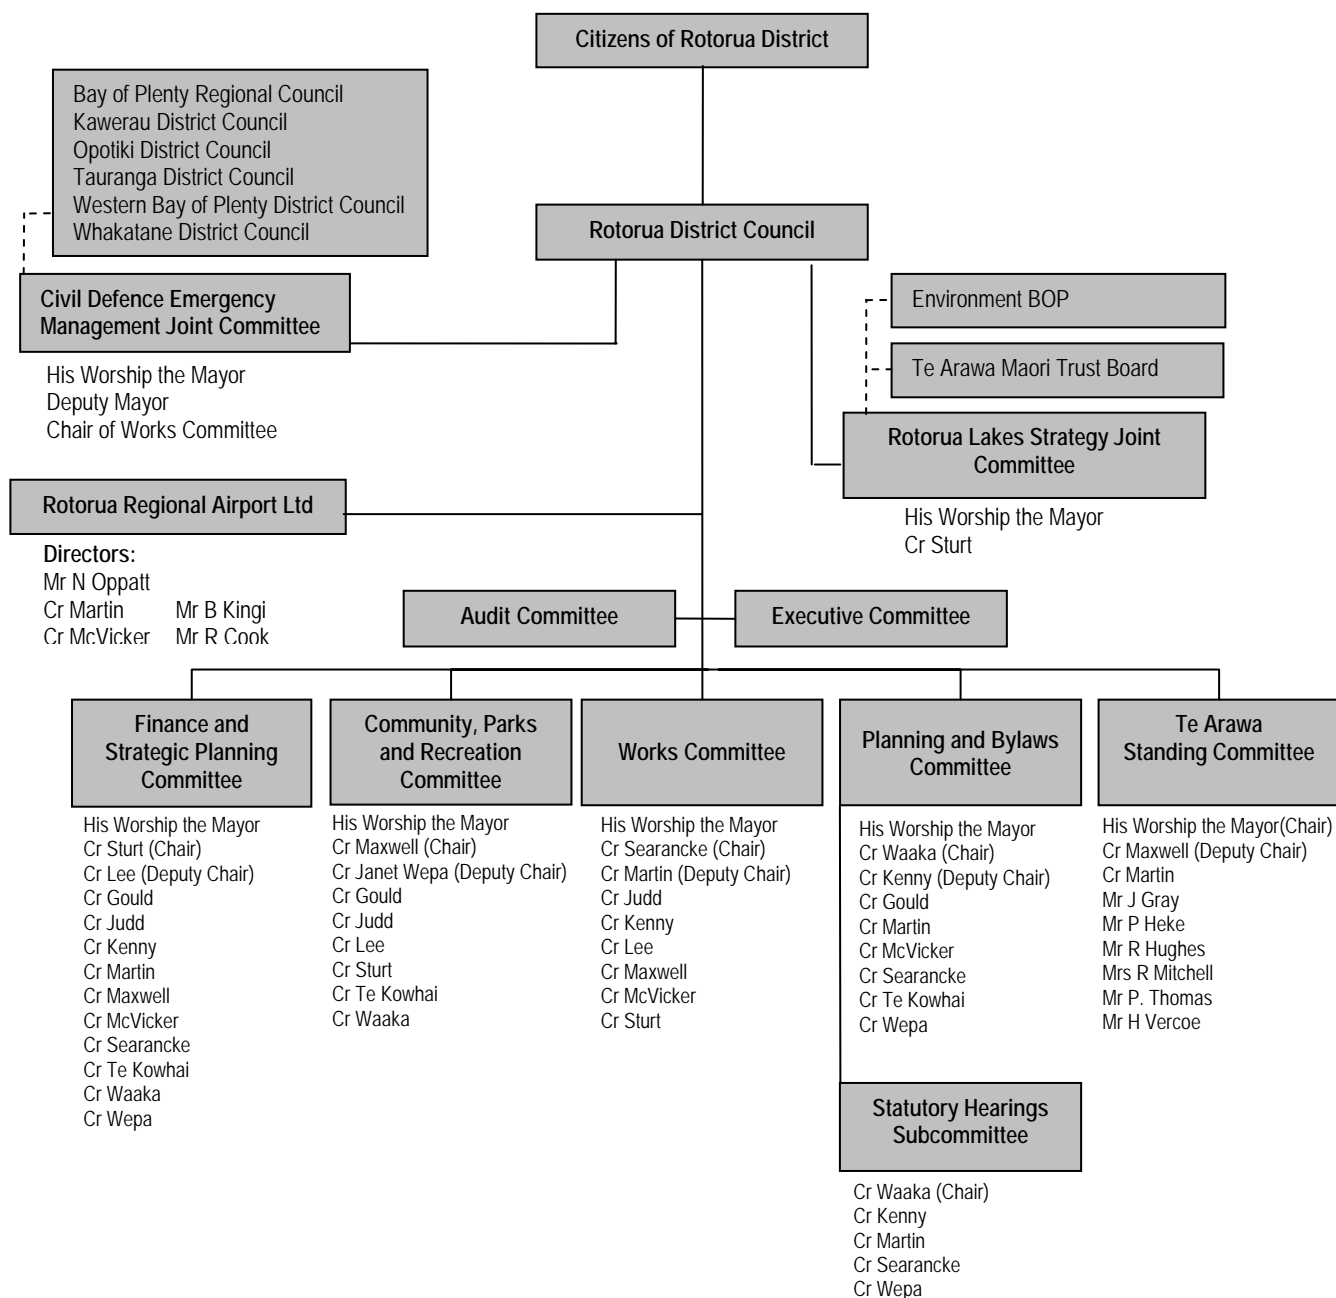 Citizens of Rotorua District
Bay of Plenty Regional Council
Kawerau District Council
Opotiki District Council
Tauranga District Council
Western Bay of Plenty District Council
Whakatane District Council
Rotorua District Council
Civil Defence Emergency
Management Joint Committee
His Worship the Mayor
Deputy Mayor
Chair of Works Committee
Environment BOP
Te Arawa Maori Trust Board
Rotorua Lakes Strategy Joint
Committee
His Worship the Mayor
Cr Sturt
Rotorua Regional Airport Ltd
Directors:
Mr N Oppatt
Cr Martin Mr B Kingi
Cr McVicker Mr R Cook
Audit Committee
Executive Committee
Finance and
Strategic Planning
Committee
His Worship the Mayor
Cr Sturt (Chair)
Cr Lee (Deputy Chair)
Cr Gould
Cr Judd
Cr Kenny
Cr Martin
Cr Maxwell
Cr McVicker
Cr Searancke
Cr Te Kowhai
Cr Waaka
Cr Wepa
Community, Parks
and Recreation
Committee
His Worship the Mayor
Cr Maxwell (Chair)
Cr Janet Wepa (Deputy Chair)
Cr Gould
Cr Judd
Cr Lee
Cr Sturt
Cr Te Kowhai
Cr Waaka
Works Committee
His Worship the Mayor
Cr Searancke (Chair)
Cr Martin (Deputy Chair)
Cr Judd
Cr Kenny
Cr Lee
Cr Maxwell
Cr McVicker
Cr Sturt
Planning and Bylaws
Committee
His Worship the Mayor
Cr Waaka (Chair)
Cr Kenny (Deputy Chair)
Cr Gould
Cr Martin
Cr McVicker
Cr Searancke
Cr Te Kowhai
Cr Wepa
Statutory Hearings
Subcommittee
Cr Waaka (Chair)
Cr Kenny
Cr Martin
Cr Searancke
Cr Wepa
Te Arawa
Standing Committee
His Worship the Mayor(Chair)
Cr Maxwell (Deputy Chair)
Cr Martin
Mr J Gray
Mr P Heke
Mr R Hughes
Mrs R Mitchell
Mr P. Thomas
Mr H Vercoe